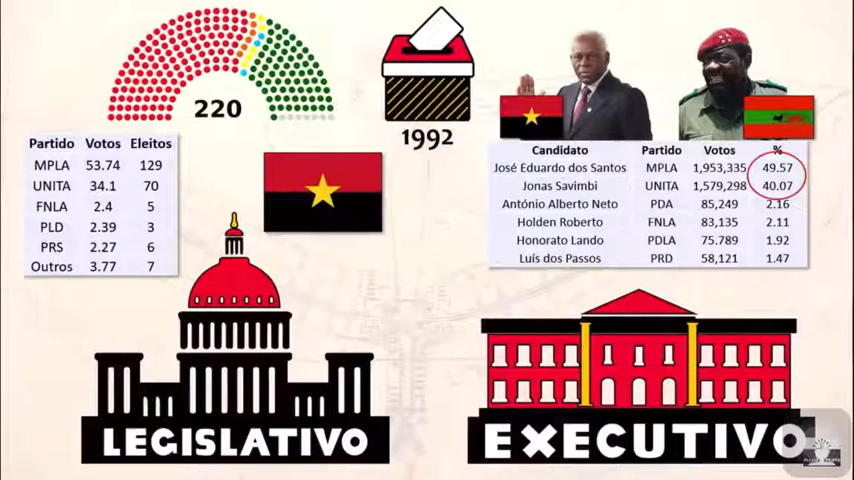 220
Partido Votos Eleitos
MPLA 53.74 129
UNITA 34.1 70
FNLA 2.4 5
PLD 2.39 3
PRS 2.27 6
Outros 3.77 7
1992
Candidato Partido Votos %
José Eduardo dos Santos MPLA 1,953,335 49.57
Jonas Savimbi UNITA 1,579,298 40.07
António Alberto Neto PDA 85,249 2.16
Holden Roberto FNLA 83,135 2.11
Honorato Lando PDLA 75.789 1.92
Luís dos Passos PRD 58,121 1.47
LEGISLATIVO
EXECUTIVO